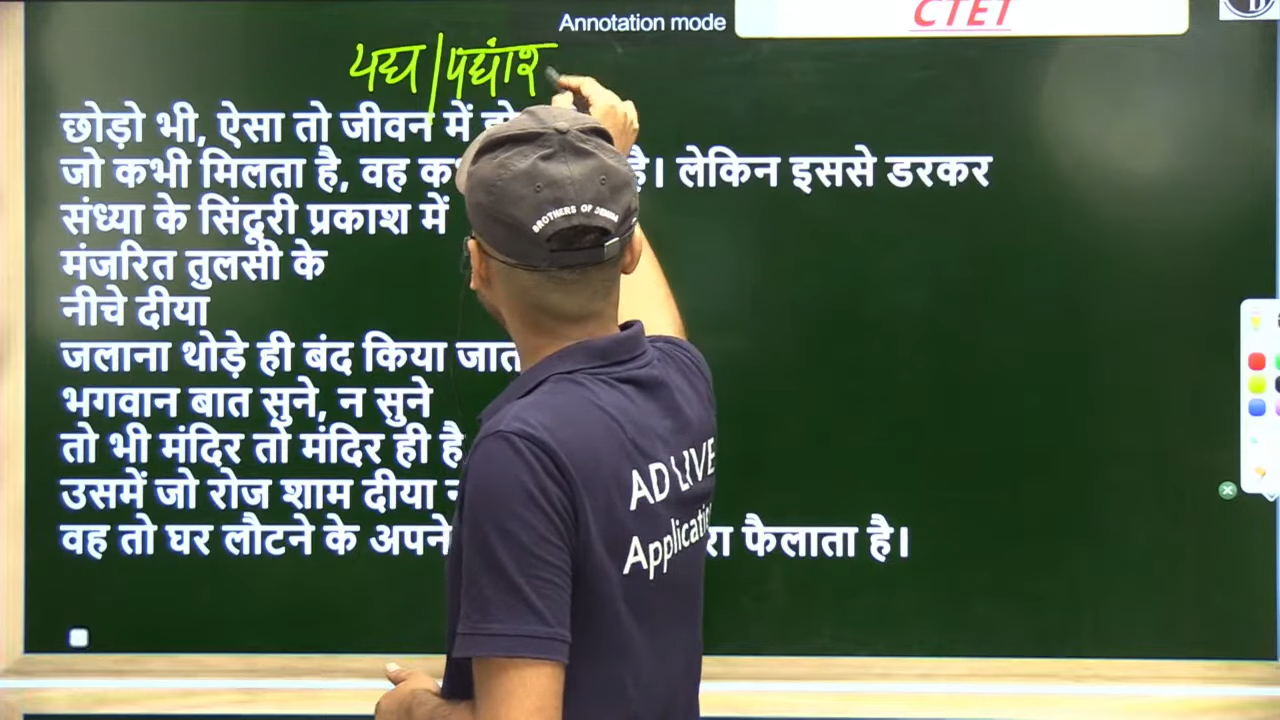 Annotation mode
CTET
पद्य | पद्यांश
छोड़ो भी, ऐसा तो जीवन में
जो कभी मिलता है, वह है। लेकिन इससे डरकर
संध्या के सिंदूरी प्रकाश में
मंजरित तुलसी के
नीचे दीया
जलाना थोड़े ही बंद किया
भगवान बात सुने, न सुने
तो भी मंदिर तो मंदिर ही है
उसमें जो रोज शाम दीया
वह तो घर लौटने के अपने फैलाता है।
BROTHERS OF
AD LIVE